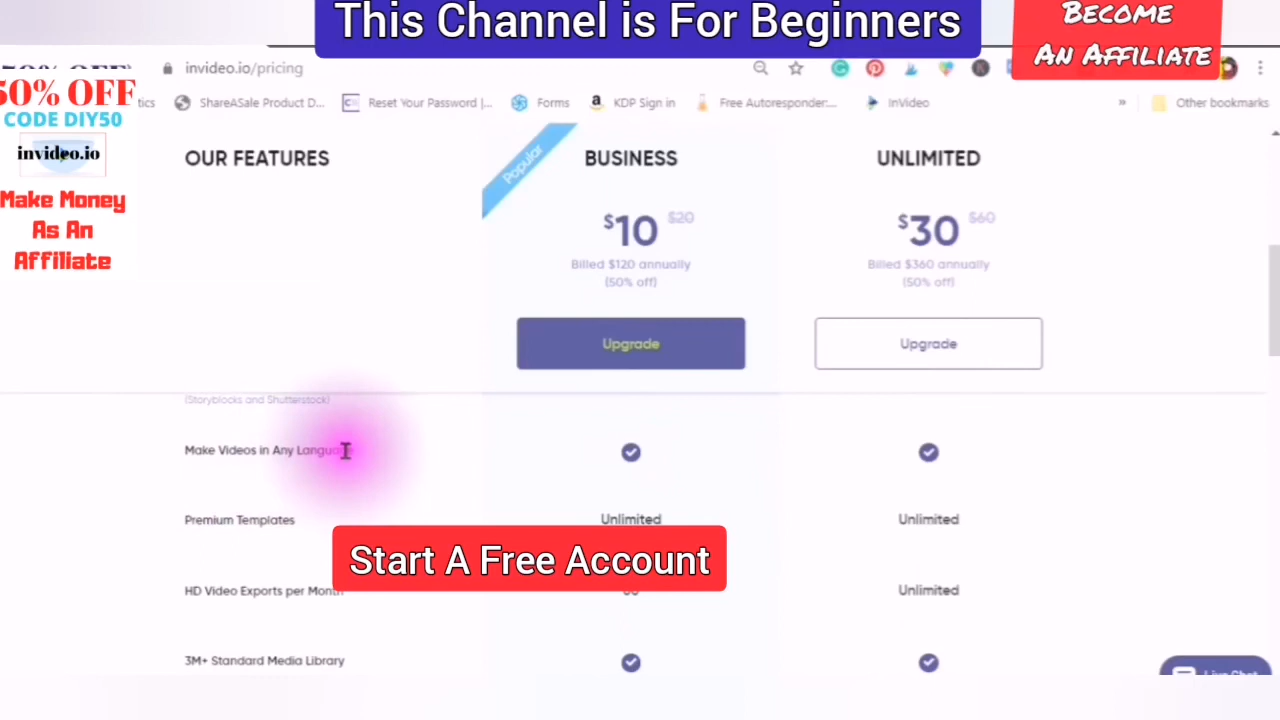 This Channel is For Beginners
BECOME
AN AFFILIATE
50% OFF
CODE DIY50
invideo.io
Make Money
As An
Affiliate
invideo.io/pricing
tics
ShareASale Product D...
Reset Your Password |...
Forms
KDP Sign in
Free Autoresponder:...
InVideo
»
Other bookmarks
OUR FEATURES
Popular
BUSINESS
UNLIMITED
$10 $20
$30 $60
Billed $120 annually
(50% off)
Billed $360 annually
(50% off)
Upgrade
Upgrade
(Storyblocks and Shutterstock)
Make Videos in Any Language
Premium Templates
Unlimited
Unlimited
Start A Free Account
HD Video Exports per Month
Unlimited
3M+ Standard Media Library
Live Chat